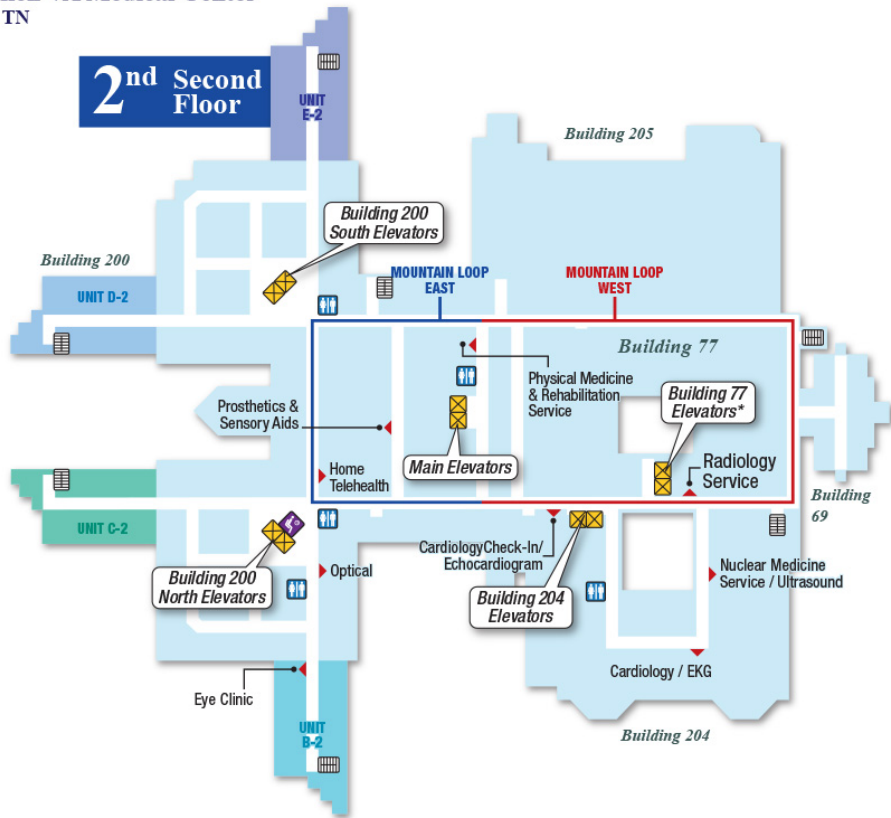 TN
2nd Second
Floor
UNIT
E-2
Building 205
Building 200
South Elevators
Building 200
UNIT D-2
MOUNTAIN LOOP
EAST
MOUNTAIN LOOP
WEST
Building 77
Physical Medicine
& Rehabilitation
Service
Building 77
Elevators*
Prosthetics &
Sensory Aids
Main Elevators
Radiology
Service
Home
Telehealth
Building
69
UNIT C-2
CardiologyCheck-In/
Echocardiogram
Building 200
North Elevators
Optical
Building 204
Elevators
Nuclear Medicine
Service / Ultrasound
Eye Clinic
Cardiology / EKG
UNIT
B-2
Building 204